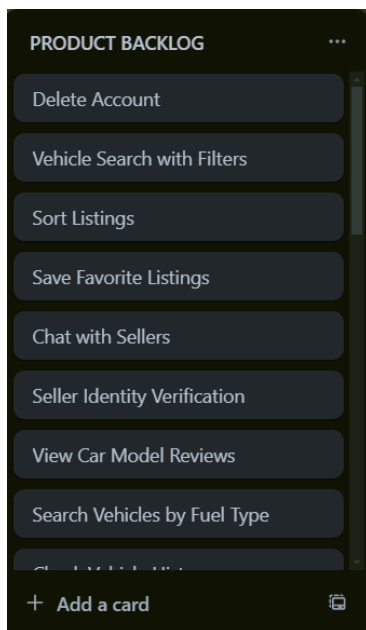 PRODUCT BACKLOG
Delete Account
Vehicle Search with Filters
Sort Listings
Save Favorite Listings
Chat with Sellers
Seller Identity Verification
View Car Model Reviews
Search Vehicles by Fuel Type
+ Add a card